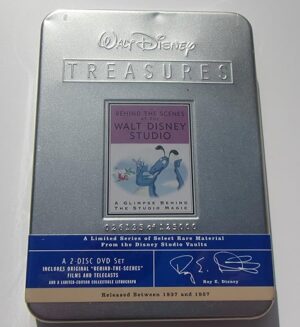 WALT DISNEY
TREASURES
BEHIND THE SCENES
AT THE
WALT DISNEY
STUDIO
A GLIMPSE BEHIND
THE STUDIO MAGIC
A Limited Series of Select Rare Material
From the Disney Studio Vaults
A 2-DISC DVD SET
INCLUDES ORIGINAL "BEHIND-THE-SCENES"
FILMS AND TELECASTS
AND A LIMITED-EDITION COLLECTIBLE LITHOGRAPH
Roy E. Disney
Released Between 1937 and 1957